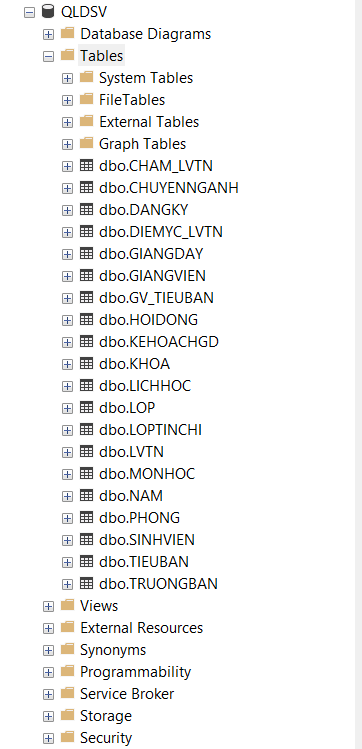 QLDSV
Database Diagrams
Tables
System Tables
FileTables
External Tables
Graph Tables
dbo.CHAM_LVTN
dbo.CHUYENNGANH
dbo.DANGKY
dbo.DIEMYC_LVTN
dbo.GIANGDAY
dbo.GIANGVIEN
dbo.GV_TIEUBAN
dbo.HOIDONG
dbo.KEHOACHGD
dbo.KHOA
dbo.LICHHOC
dbo.LOP
dbo.LOPTINCHI
dbo.LVTN
dbo.MONHOC
dbo.NAM
dbo.PHONG
dbo.SINHVIEN
dbo.TIEUBAN
dbo.TRUONGBAN
Views
External Resources
Synonyms
Programmability
Service Broker
Storage
Security